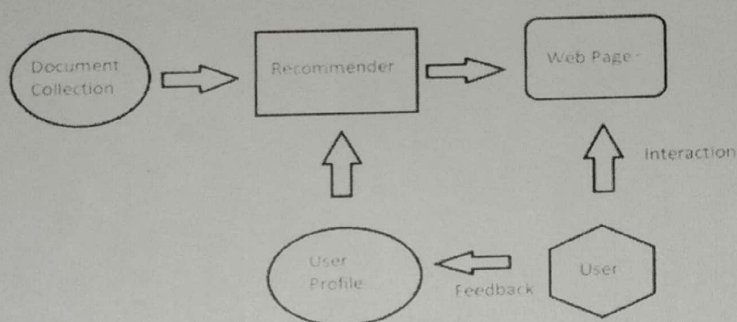 Document
Collection
Recommender
Web Page-
Interaction
User
Profile
Feedback
User